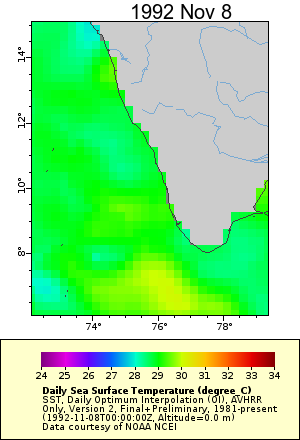 1992 Nov 8
14°
12°
10°
8°
74°
76°
78°
24 25 26 27 28 29 30 31 32 33 34
Daily Sea Surface Temperature (degree_C)
SST, Daily Optimum Interpolation (OI), AVHRR
Only, Version 2, Final+Preliminary, 1981-present
(1992-11-08T00:00:00Z, Altitude=0.0 m)
Data courtesy of NOAA NCEI